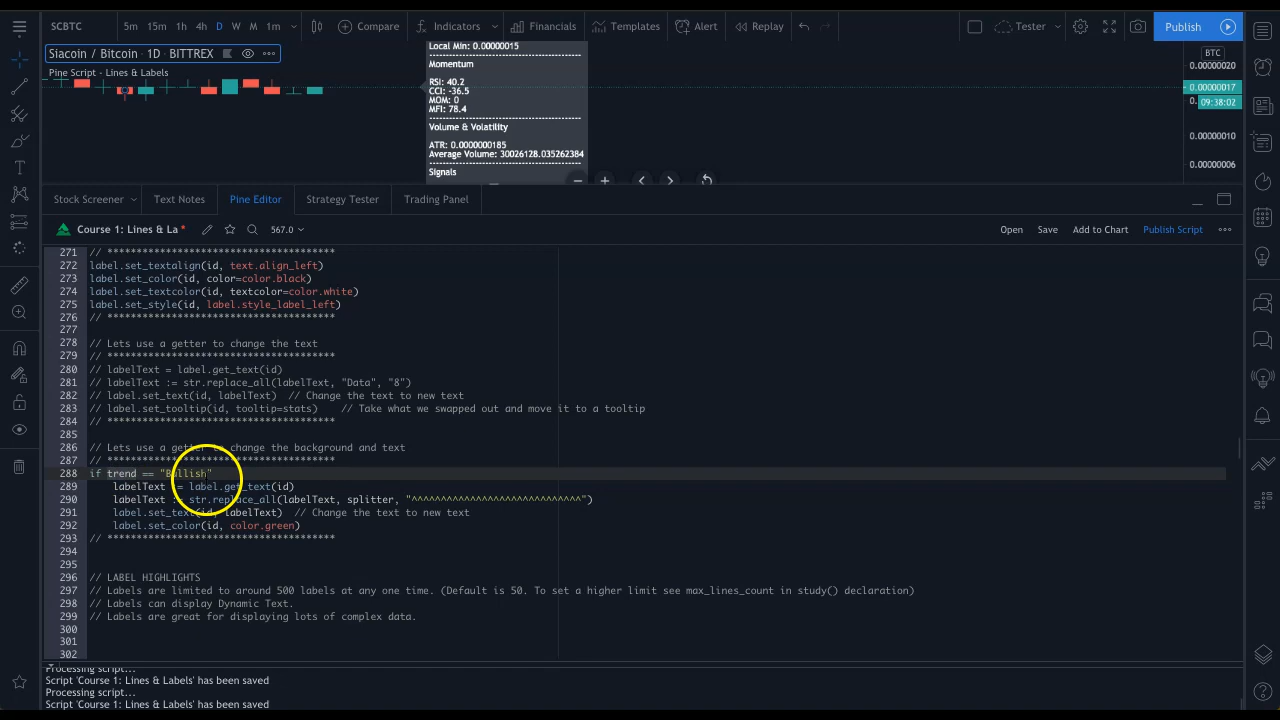 SCBTC 5m 15m 1h 4h D W M 1m Compare Indicators Financials Templates Alert Replay Tester Publish
Siacoin / Bitcoin · 1D · BITTREX
Pine Script - Lines & Labels
Local Min: 0.00000015
----------------------------------------
Momentum
RSI: 40.2
CCI: -36.5
MOM: 0
MFI: 78.4
----------------------------------------
Volume & Volatility
ATR: 0.0000000185
Average Volume: 30026128.035262384
----------------------------------------
Signals
BTC
0.00000020
0.00000017
0. 09:38:02
0.00000010
0.00000006
Stock Screener Text Notes Pine Editor Strategy Tester Trading Panel
Course 1: Lines & La * 567.0 Open Save Add to Chart Publish Script
271 // ***************************************
272 label.set_textalign(id, text.align_left)
273 label.set_color(id, color=color.black)
274 label.set_textcolor(id, textcolor=color.white)
275 label.set_style(id, label.style_label_left)
276 // ***************************************
277
278 // Lets use a getter to change the text
279 // ***************************************
280 // labelText = label.get_text(id)
281 // labelText := str.replace_all(labelText, "Data", "8")
282 // label.set_text(id, labelText) // Change the text to new text
283 // label.set_tooltip(id, tooltip=stats) // Take what we swapped out and move it to a tooltip
284 // ***************************************
285
286 // Lets use a getter to change the background and text
287 // ***************************************
288 if trend == "Bullish"
289 labelText = label.get_text(id)
290 labelText := str.replace_all(labelText, splitter, "^^^^^^^^^^^^^^^^^^^^^^^^^^^^^")
291 label.set_text(id, labelText) // Change the text to new text
292 label.set_color(id, color.green)
293 // ***************************************
294
295
296 // LABEL HIGHLIGHTS
297 // Labels are limited to around 500 labels at any one time. (Default is 50. To set a higher limit see max_lines_count in study() declaration)
298 // Labels can display Dynamic Text.
299 // Labels are great for displaying lots of complex data.
300
301
302
Processing script...
Script 'Course 1: Lines & Labels' has been saved
Processing script...
Script 'Course 1: Lines & Labels' has been saved